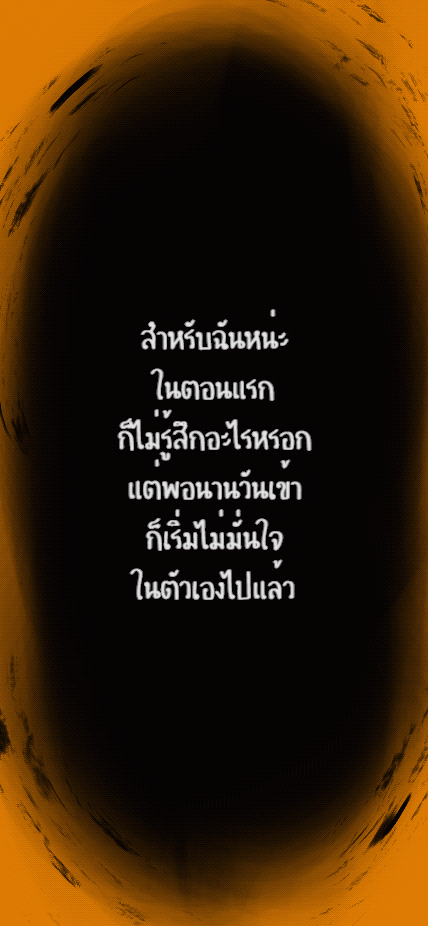 สำหรับฉันหน่ะ
ในตอนแรก
ก็ไม่รู้สึกอะไรหรอก
แต่พอนานวันเข้า
ก็เริ่มไม่มั่นใจ
ในตัวเองไปแล้ว